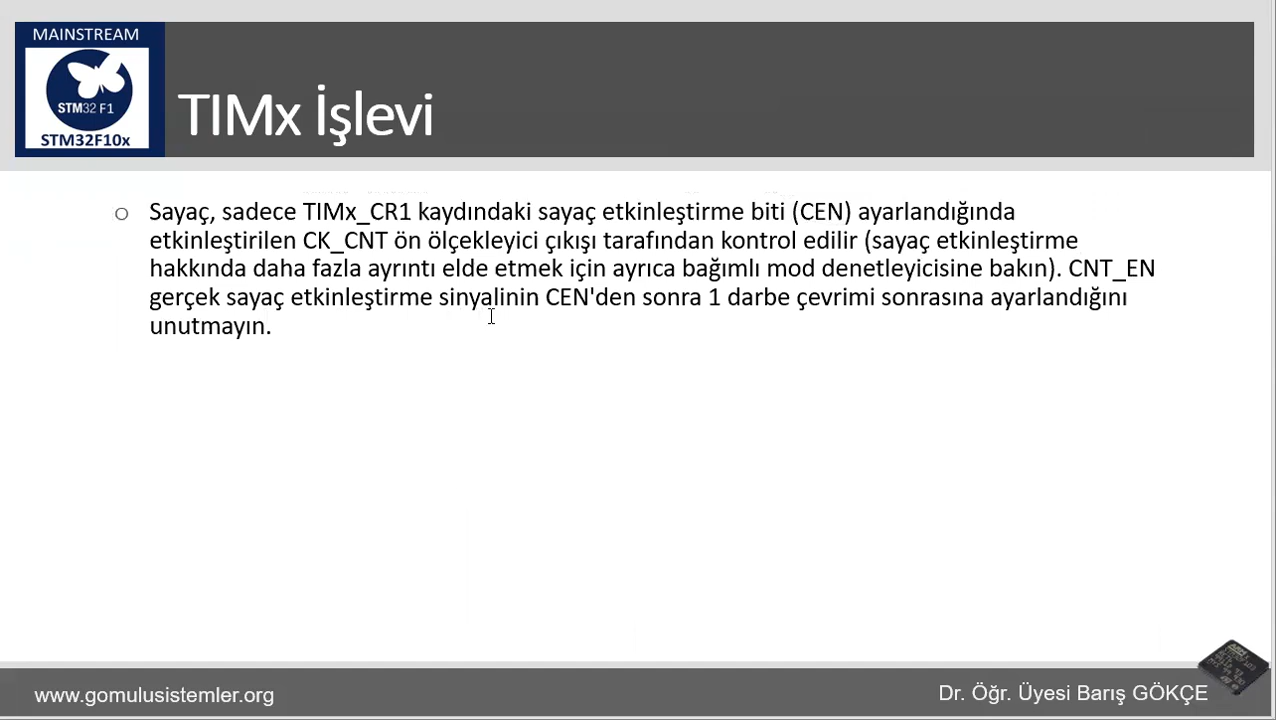 MAINSTREAM
STM32 F1
STM32F10x
TIMx İşlevi
o Sayaç, sadece TIMx_CR1 kaydındaki sayaç etkinleştirme biti (CEN) ayarlandığında
etkinleştirilen CK_CNT ön ölçekleyici çıkışı tarafından kontrol edilir (sayaç etkinleştirme
hakkında daha fazla ayrıntı elde etmek için ayrıca bağımlı mod denetleyicisine bakın). CNT_EN
gerçek sayaç etkinleştirme sinyalinin CEN'den sonra 1 darbe çevrimi sonrasına ayarlandığını
unutmayın.
www.gomulusistemler.org
Dr. Öğr. Üyesi Barış GÖKÇE